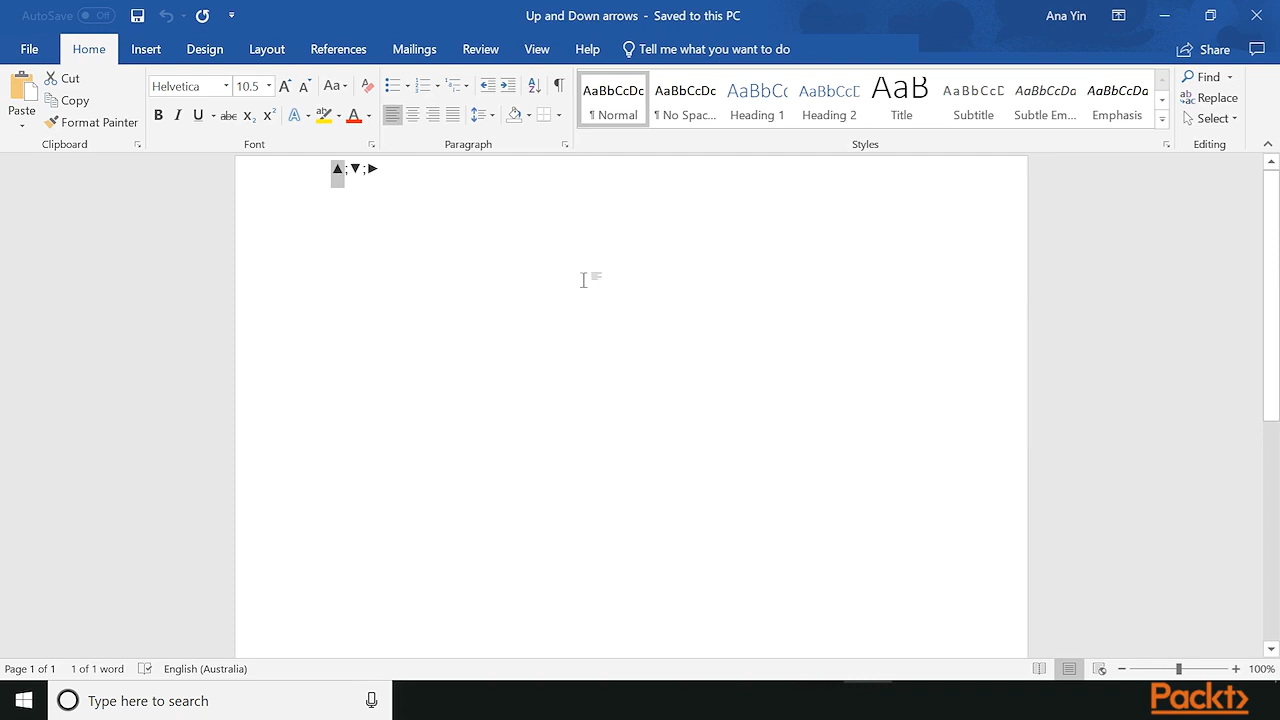 AutoSave Off
Up and Down arrows - Saved to this PC
Ana Yin
File Home Insert Design Layout References Mailings Review View Help Tell me what you want to do Share
Paste
Cut
Copy
Format Painter
Clipboard
Helvetica 10.5
Aa
B I U abc X₂ X² A A
Font
Paragraph
AaBbCcDc AaBbCcDc AaBbCc AaBbCcD AaB AaBbCcD AaBbCcDa AaBbCcDa
¶ Normal ¶ No Spac... Heading 1 Heading 2 Title Subtitle Subtle Em... Emphasis
Styles
Find
Replace
Select
Editing
▲;▼;►
Page 1 of 1 1 of 1 word English (Australia) 100%
Type here to search
Packt>